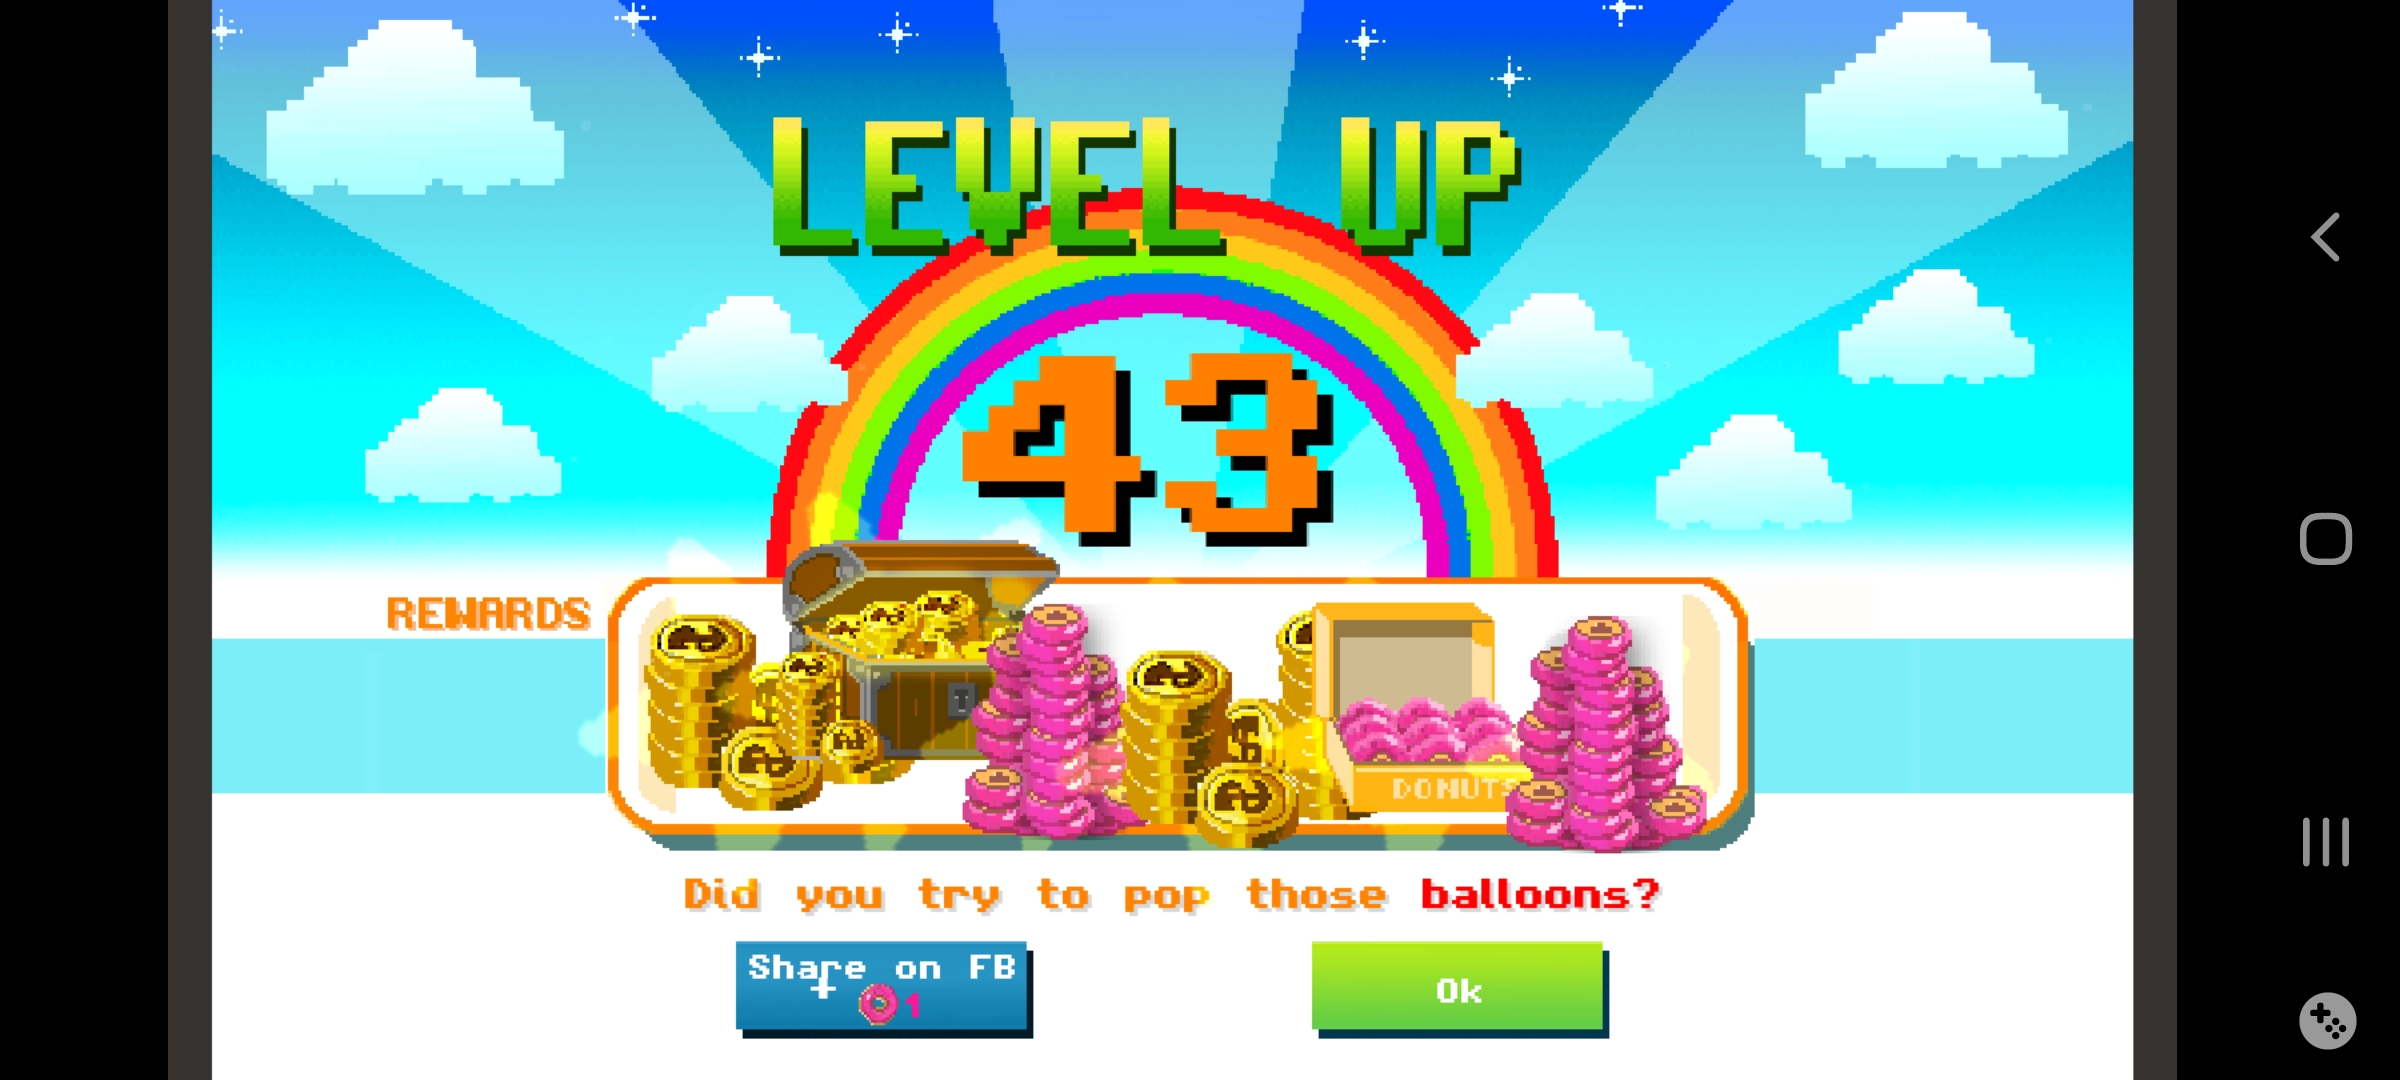 LEVEL UP
43
REWARDS
DONUTS
Did you try to pop those balloons?
Share on FB
+ 1
Ok